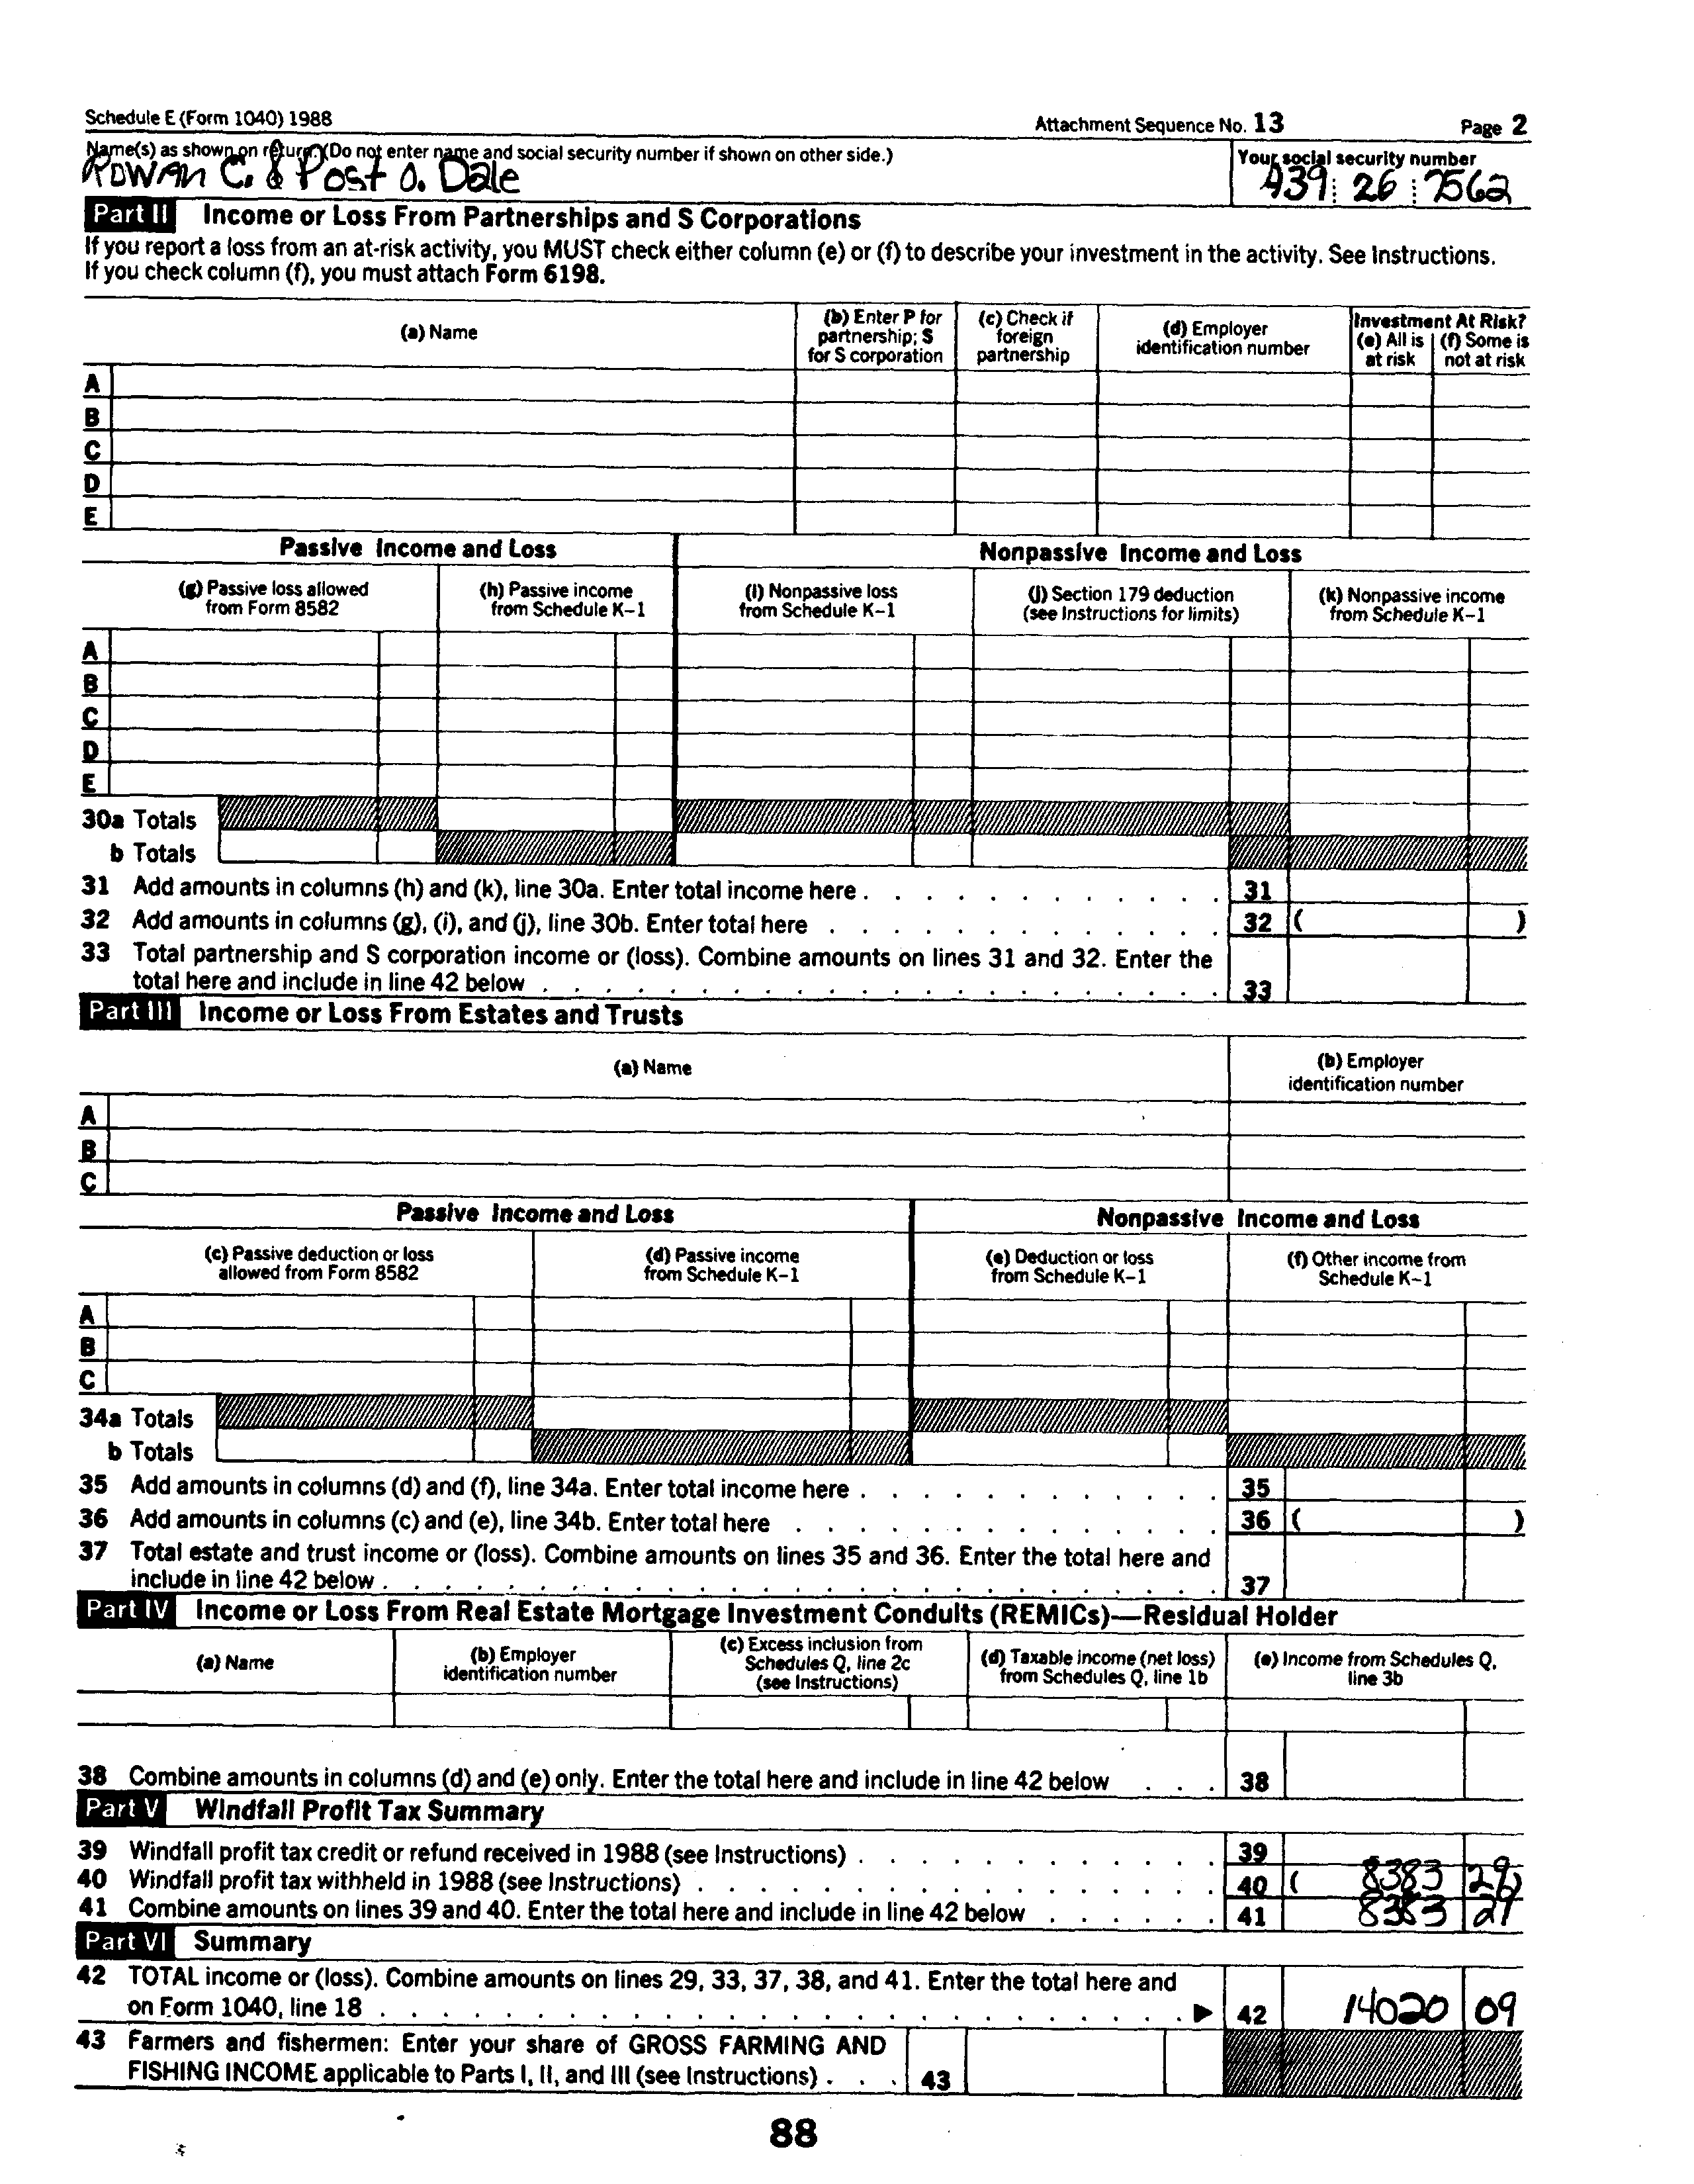 Schedule E (Form 1040) 1988 Attachment Sequence No. 13 Page 2
Name(s) as shown on return. (Do not enter name and social security number if shown on other side.) Your social security number
Rowan C. & Post O. Dale 439 26 7562
Part II Income or Loss From Partnerships and S Corporations
If you report a loss from an at-risk activity, you MUST check either column (e) or (f) to describe your investment in the activity. See Instructions.
If you check column (f), you must attach Form 6198.
(a) Name (b) Enter P for partnership; S for S corporation (c) Check if foreign partnership (d) Employer identification number Investment At Risk? (e) All is at risk (f) Some is not at risk
A
B
C
D
E
Passive Income and Loss Nonpassive Income and Loss
(g) Passive loss allowed from Form 8582 (h) Passive income from Schedule K-1 (i) Nonpassive loss from Schedule K-1 (j) Section 179 deduction (see Instructions for limits) (k) Nonpassive income from Schedule K-1
A
B
C
D
E
30a Totals
b Totals
31 Add amounts in columns (h) and (k), line 30a. Enter total income here . 31
32 Add amounts in columns (g), (i), and (j), line 30b. Enter total here . 32 ( )
33 Total partnership and S corporation income or (loss). Combine amounts on lines 31 and 32. Enter the
total here and include in line 42 below . 33
Part III Income or Loss From Estates and Trusts
(a) Name (b) Employer identification number
A
B
C
Passive Income and Loss Nonpassive Income and Loss
(c) Passive deduction or loss allowed from Form 8582 (d) Passive income from Schedule K-1 (e) Deduction or loss from Schedule K-1 (f) Other income from Schedule K-1
A
B
C
34a Totals
b Totals
35 Add amounts in columns (d) and (f), line 34a. Enter total income here . 35
36 Add amounts in columns (c) and (e), line 34b. Enter total here . 36 ( )
37 Total estate and trust income or (loss). Combine amounts on lines 35 and 36. Enter the total here and
include in line 42 below . 37
Part IV Income or Loss From Real Estate Mortgage Investment Conduits (REMICs)—Residual Holder
(a) Name (b) Employer identification number (c) Excess inclusion from Schedules Q, line 2c (see Instructions) (d) Taxable income (net loss) from Schedules Q, line 1b (e) Income from Schedules Q, line 3b
38 Combine amounts in columns (d) and (e) only. Enter the total here and include in line 42 below . . . 38
Part V Windfall Profit Tax Summary
39 Windfall profit tax credit or refund received in 1988 (see Instructions) . 39
40 Windfall profit tax withheld in 1988 (see Instructions) . 40 ( 8383 29 )
41 Combine amounts on lines 39 and 40. Enter the total here and include in line 42 below . 41 8383 29
Part VI Summary
42 TOTAL income or (loss). Combine amounts on lines 29, 33, 37, 38, and 41. Enter the total here and
on Form 1040, line 18 . ▶ 42 14020 09
43 Farmers and fishermen: Enter your share of GROSS FARMING AND
FISHING INCOME applicable to Parts I, II, and III (see Instructions) . . . 43
88